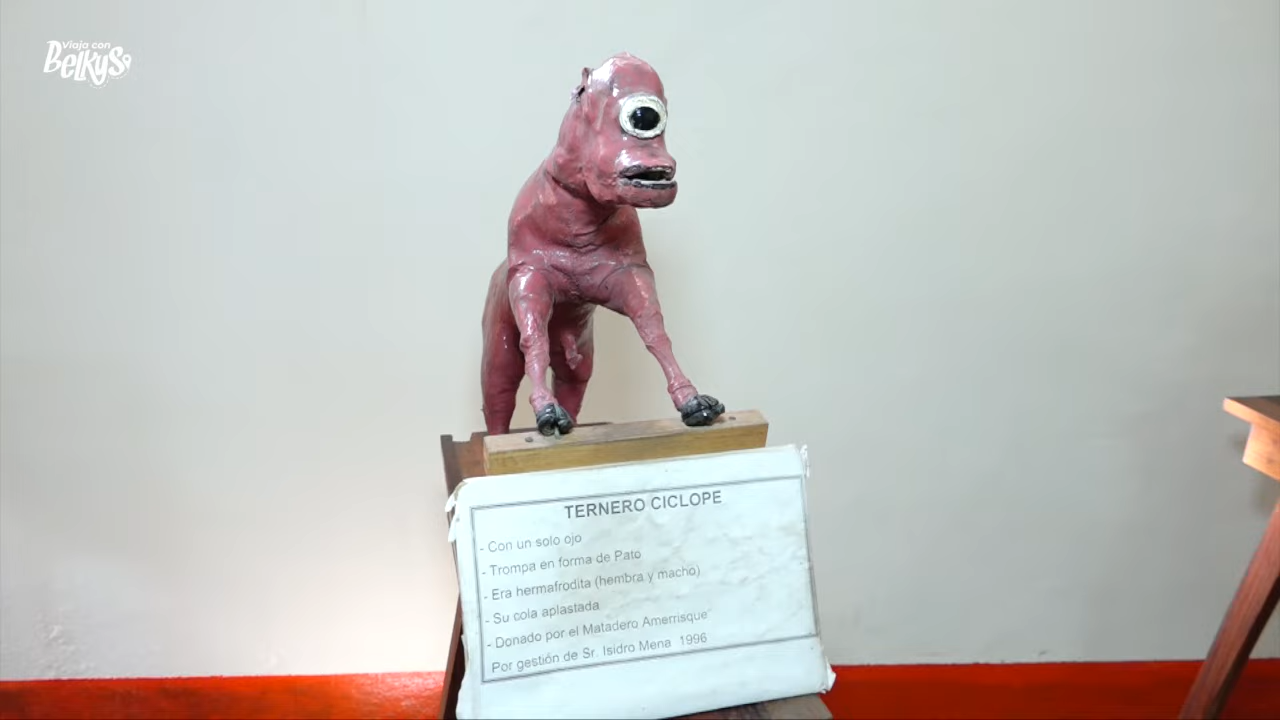 Viaja con
Belkys
TERNERO CICLOPE
- Con un solo ojo
- Trompa en forma de Pato
- Era hermafrodita (hembra y macho)
- Su cola aplastada
- Donado por el Matadero Amerrisque
Por gestión de Sr. Isidro Mena 1996